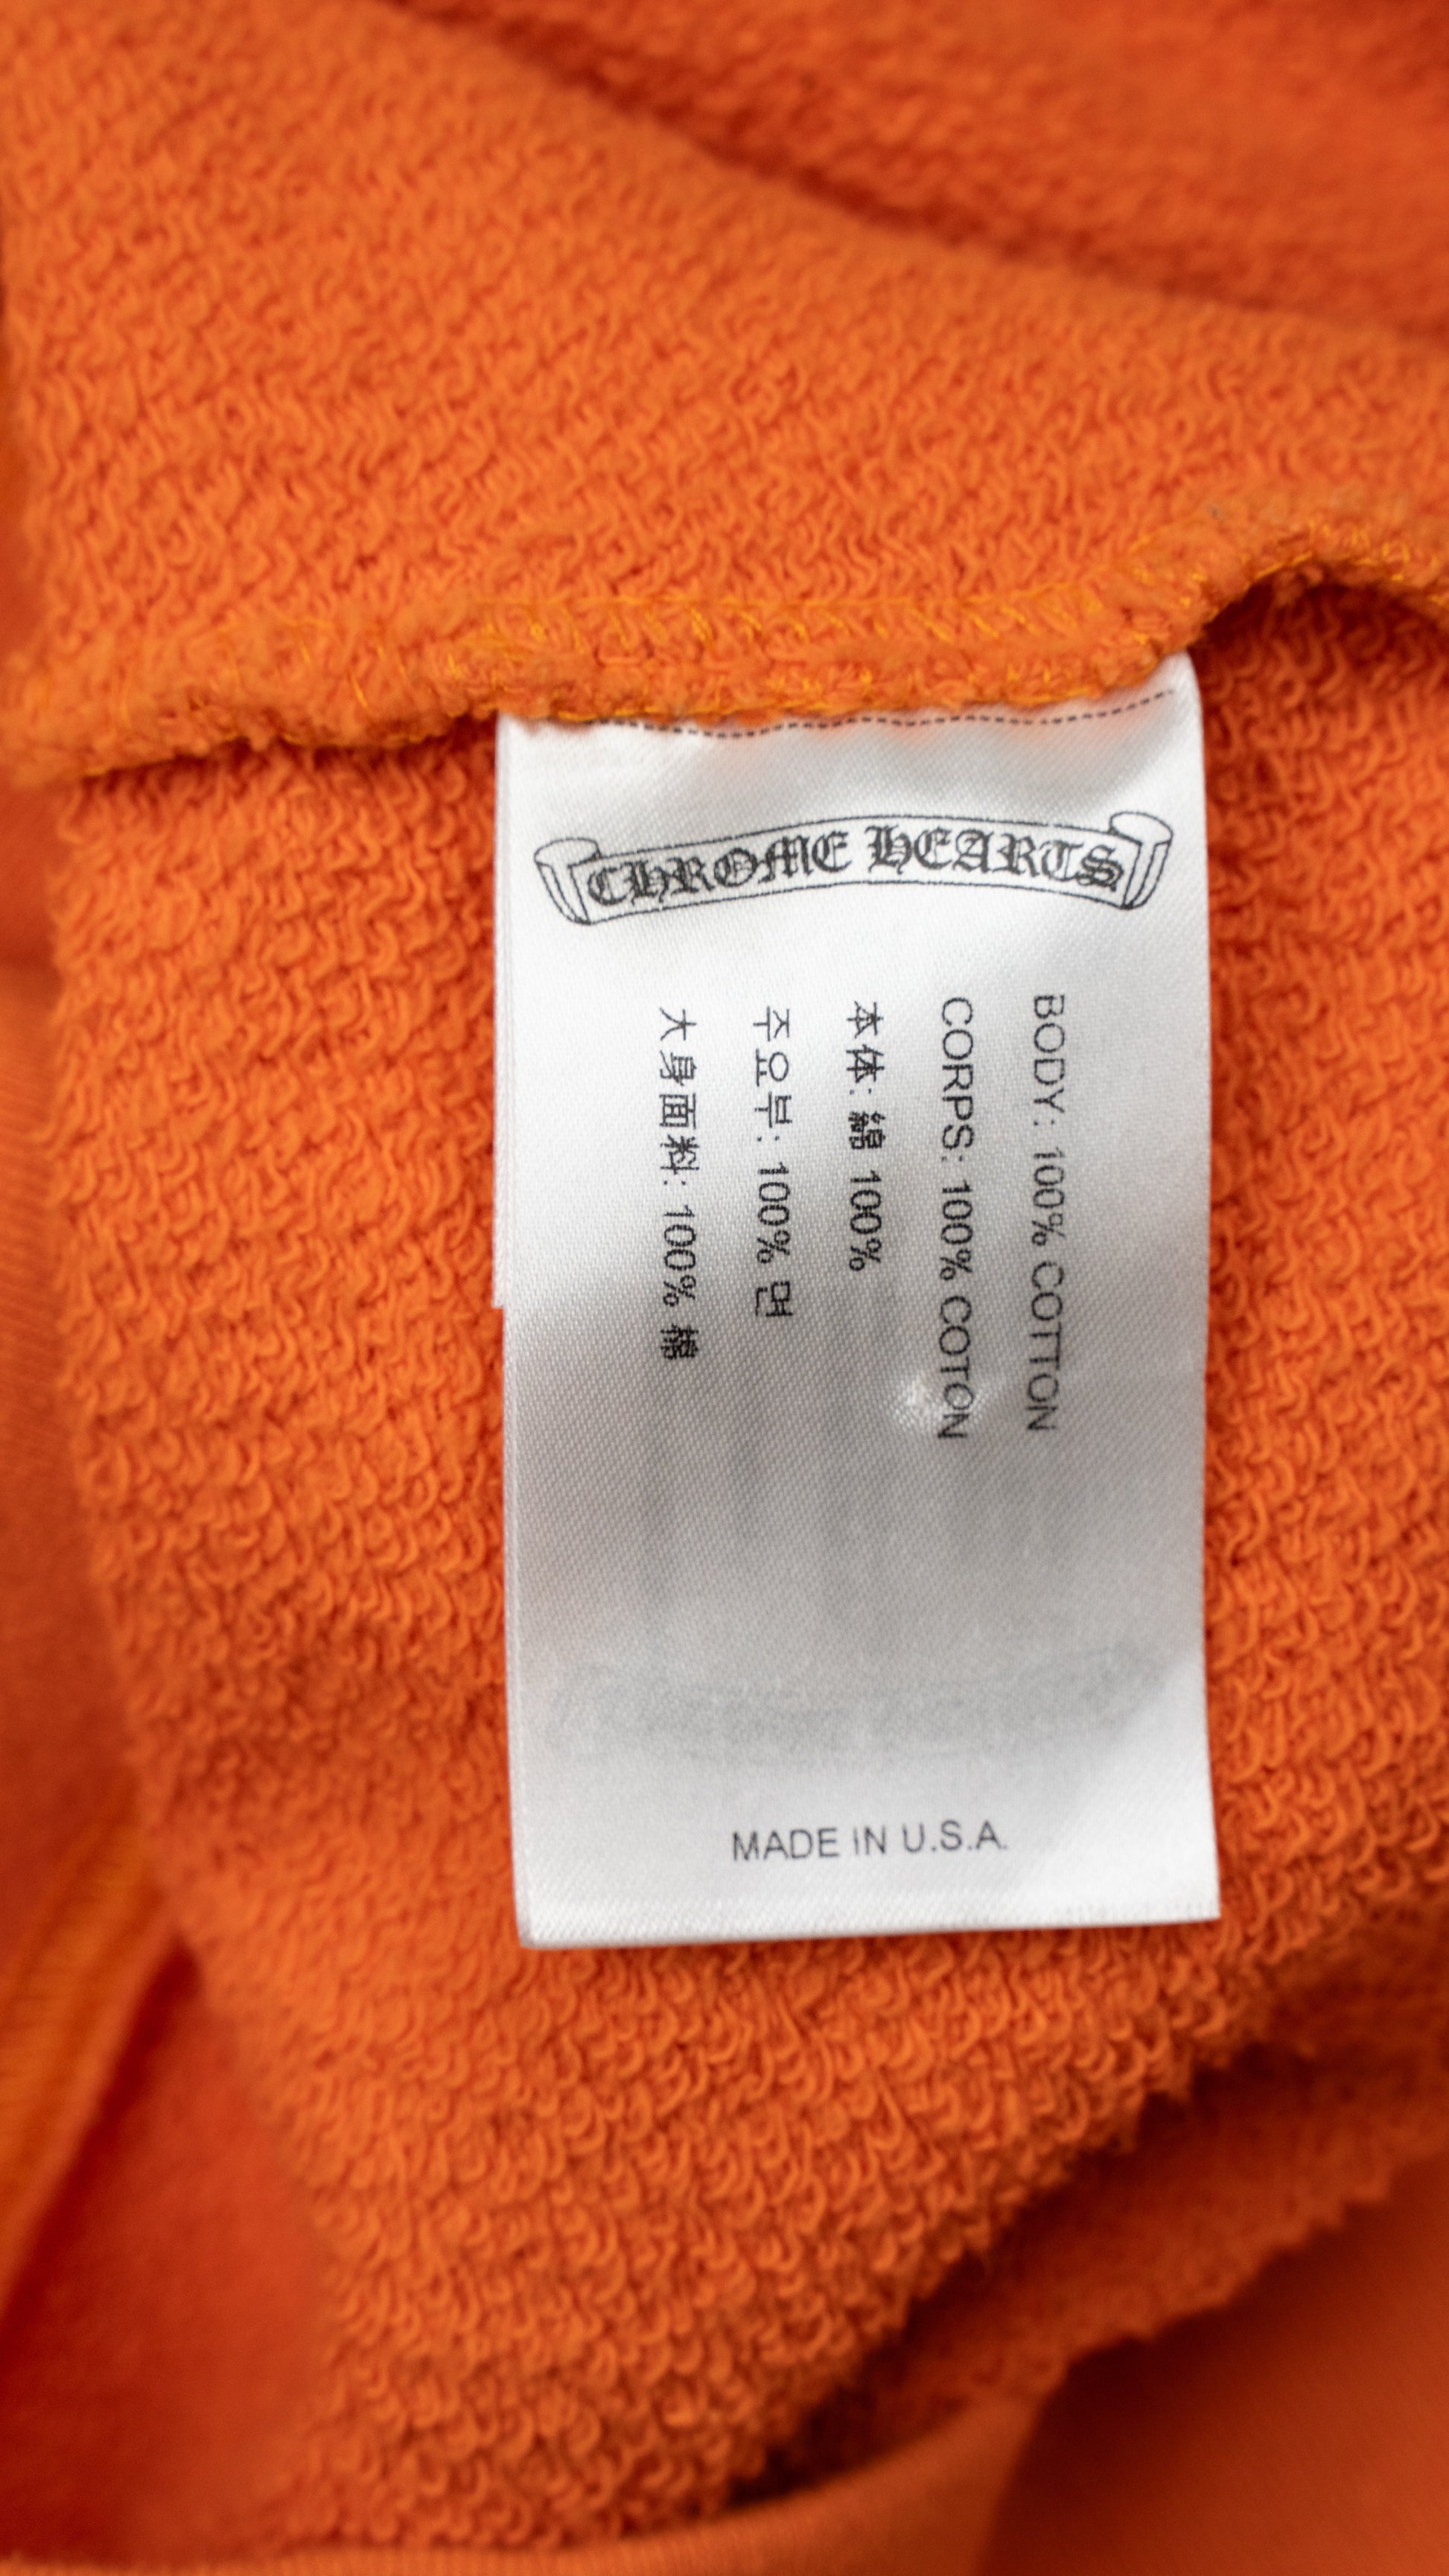 CHROME HEARTS
BODY: 100% COTTON
CORPS: 100% COTON
本体: 綿 100%
주요부: 100% 면
大身面料: 100% 棉
MADE IN U.S.A.